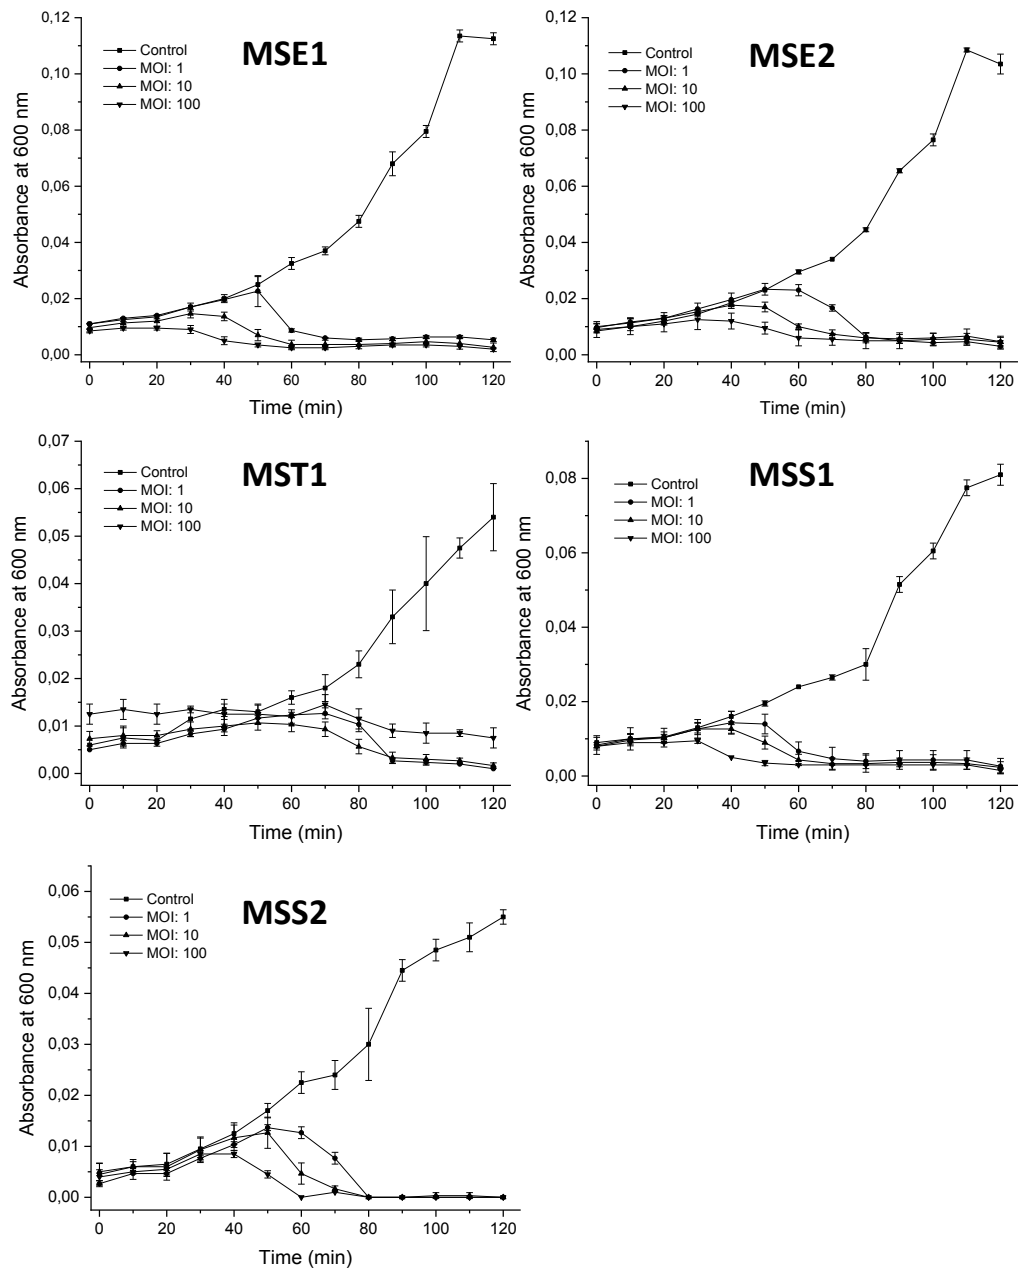 MSE1
Control
MOI: 1
MOI: 10
MOI: 100
Absorbance at 600 nm
0,12
0,10
0,08
0,06
0,04
0,02
0,00
0 20 40 60 80 100 120
Time (min)
MSE2
Control
MOI: 1
MOI: 10
MOI: 100
Absorbance at 600 nm
0,12
0,10
0,08
0,06
0,04
0,02
0,00
0 20 40 60 80 100 120
Time (min)
MST1
Control
MOI: 1
MOI: 10
MOI: 100
Absorbance at 600 nm
0,07
0,06
0,05
0,04
0,03
0,02
0,01
0,00
0 20 40 60 80 100 120
Time (min)
MSS1
Control
MOI: 1
MOI: 10
MOI: 100
Absorbance at 600 nm
0,08
0,06
0,04
0,02
0,00
0 20 40 60 80 100 120
Time (min)
MSS2
Control
MOI: 1
MOI: 10
MOI: 100
Absorbance at 600 nm
0,06
0,05
0,04
0,03
0,02
0,01
0,00
0 20 40 60 80 100 120
Time (min)